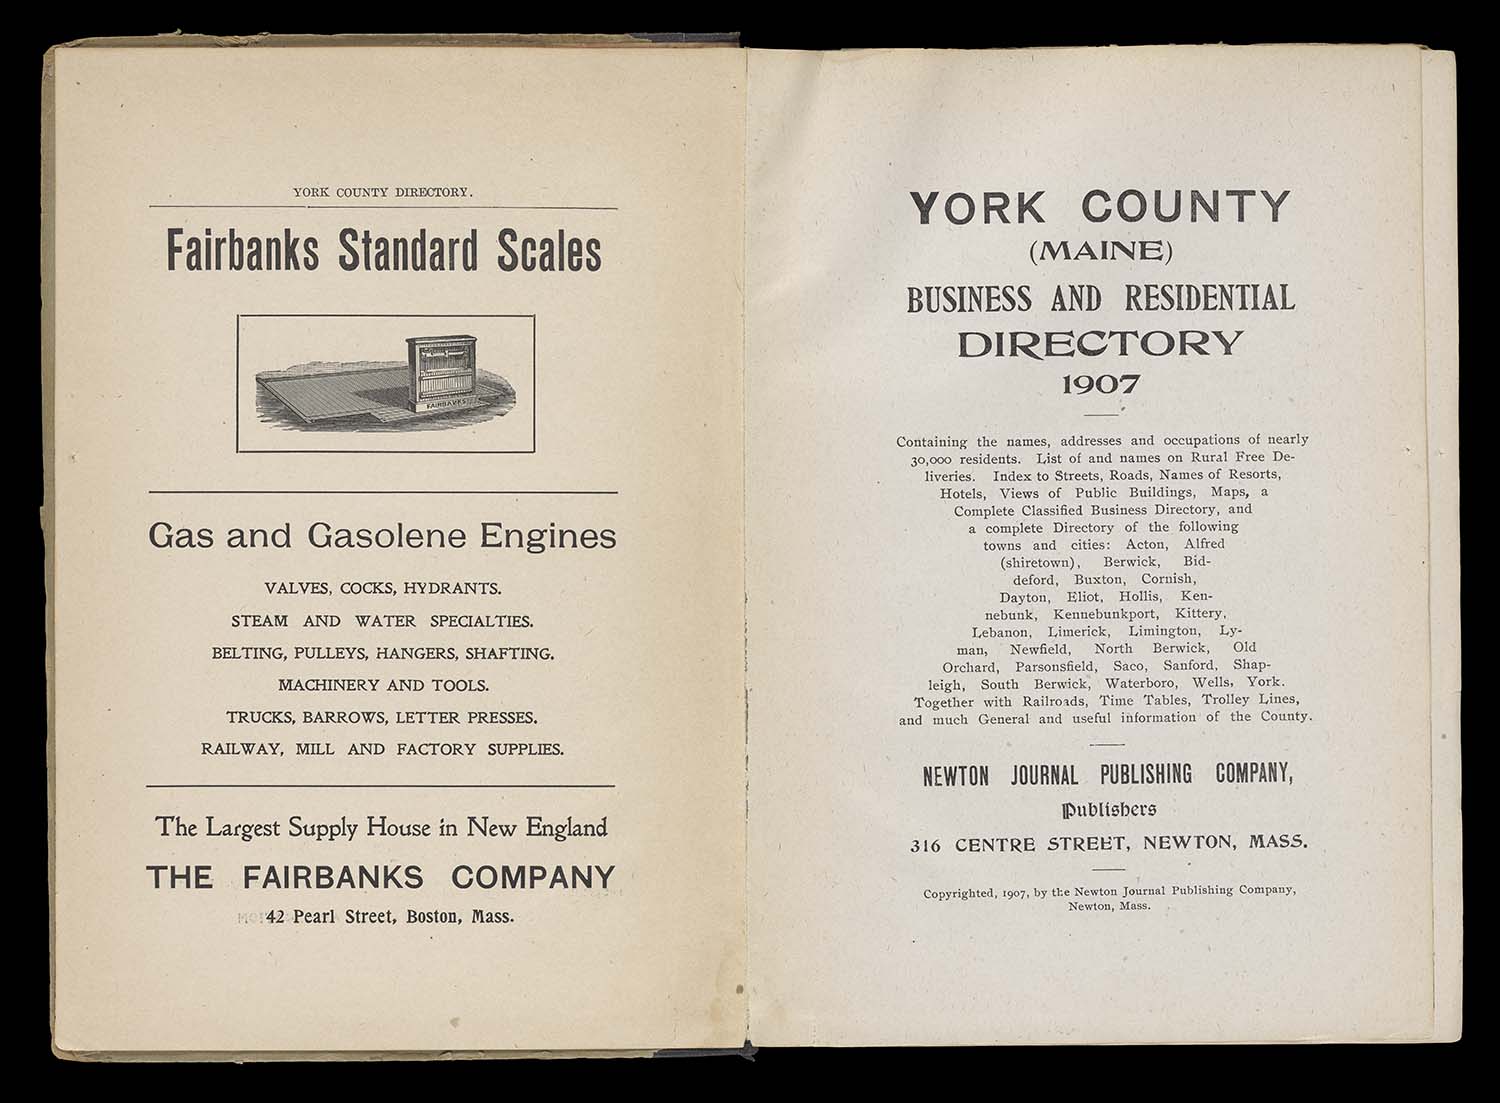 YORK COUNTY DIRECTORY.
Fairbanks Standard Scales
FAIRBANKS
Gas and Gasolene Engines
VALVES, COCKS, HYDRANTS.
STEAM AND WATER SPECIALTIES.
BELTING, PULLEYS, HANGERS, SHAFTING.
MACHINERY AND TOOLS.
TRUCKS, BARROWS, LETTER PRESSES.
RAILWAY, MILL AND FACTORY SUPPLIES.
The Largest Supply House in New England
THE FAIRBANKS COMPANY
42 Pearl Street, Boston, Mass.
YORK COUNTY
(MAINE)
BUSINESS AND RESIDENTIAL
DIRECTORY
1907
Containing the names, addresses and occupations of nearly
30,000 residents. List of and names on Rural Free De-
liveries. Index to Streets, Roads, Names of Resorts,
Hotels, Views of Public Buildings, Maps, a
Complete Classified Business Directory, and
a complete Directory of the following
towns and cities: Acton, Alfred
(shiretown), Berwick, Bid-
deford, Buxton, Cornish,
Dayton, Eliot, Hollis, Ken-
nebunk, Kennebunkport, Kittery,
Lebanon, Limerick, Limington, Ly-
man, Newfield, North Berwick, Old
Orchard, Parsonsfield, Saco, Sanford, Shap-
leigh, South Berwick, Waterboro, Wells, York.
Together with Railroads, Time Tables, Trolley Lines,
and much General and useful information of the County.
NEWTON JOURNAL PUBLISHING COMPANY,
Publishers
316 CENTRE STREET, NEWTON, MASS.
Copyrighted, 1907, by the Newton Journal Publishing Company,
Newton, Mass.